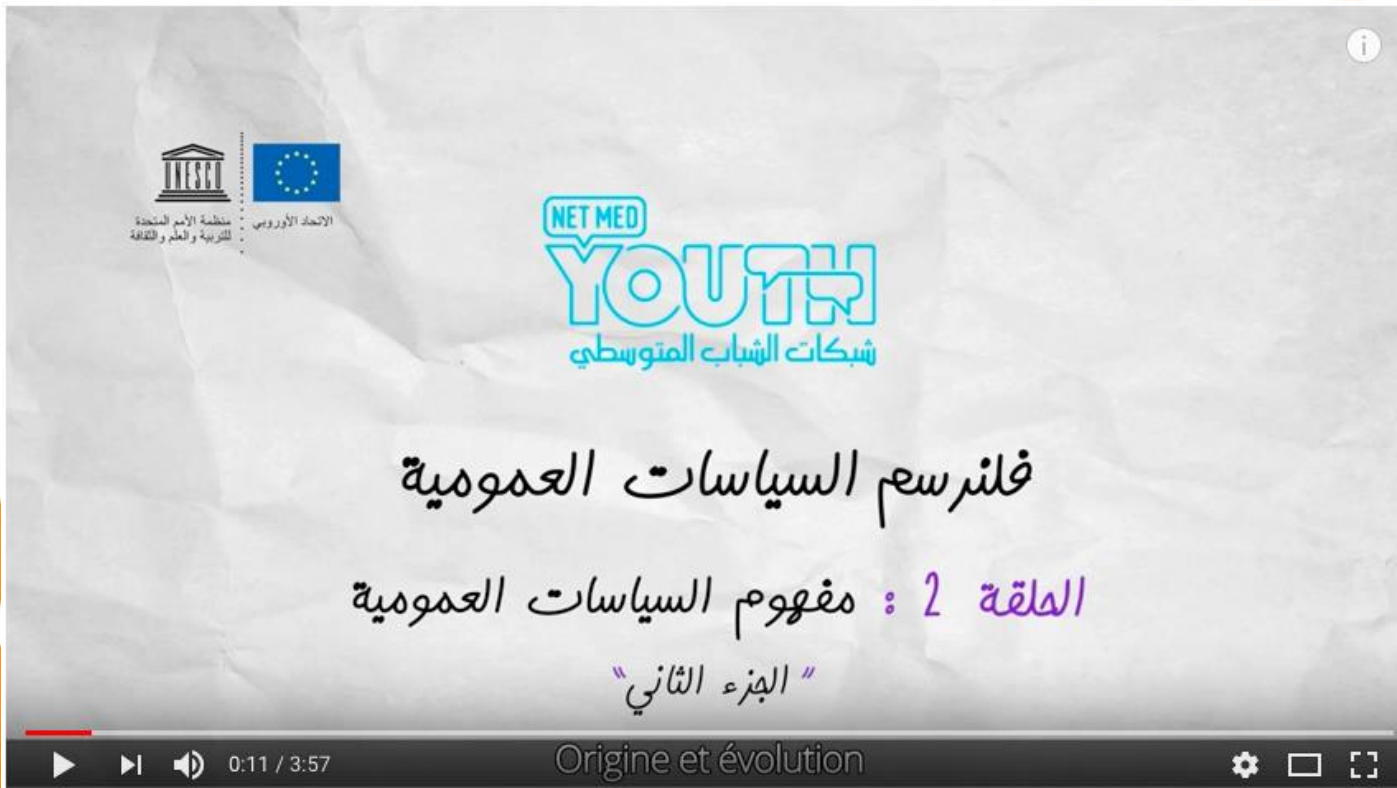 UNESCO
منظمة الأمم المتحدة
للتربية والعلم والثقافة
الاتحاد الأوروبي
NET MED
YOUTH
شبكات الشباب المتوسطي
فلنرسم السياسات العمومية
الحلقة 2 : مفهوم السياسات العمومية
"الجزء الثاني"
Origine et évolution
0:11 / 3:57